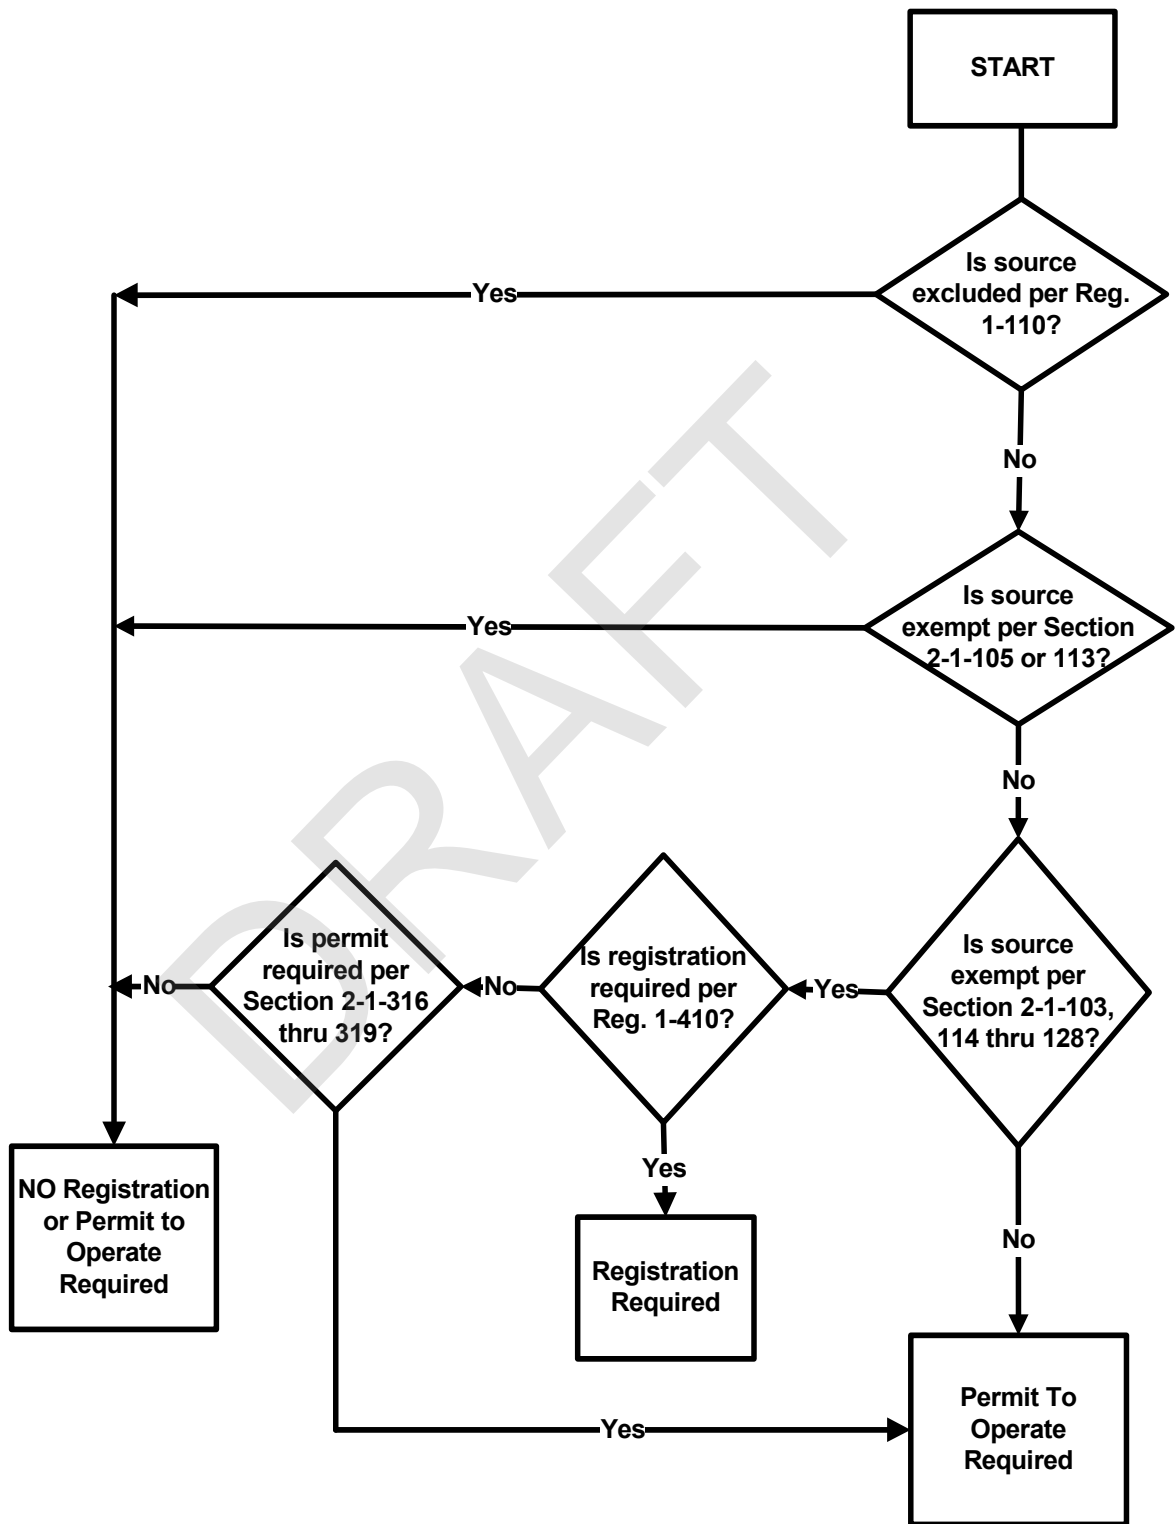 START
Is source
excluded per Reg.
1-110?
Yes
No
Is source
exempt per Section
2-1-105 or 113?
Yes
No
Is source
exempt per
Section 2-1-103,
114 thru 128?
Yes
Is registration
required per
Reg. 1-410?
No
Is permit
required per
Section 2-1-316
thru 319?
No
Yes
No
NO Registration
or Permit to
Operate
Required
Registration
Required
Permit To
Operate
Required
Yes
DRAFT